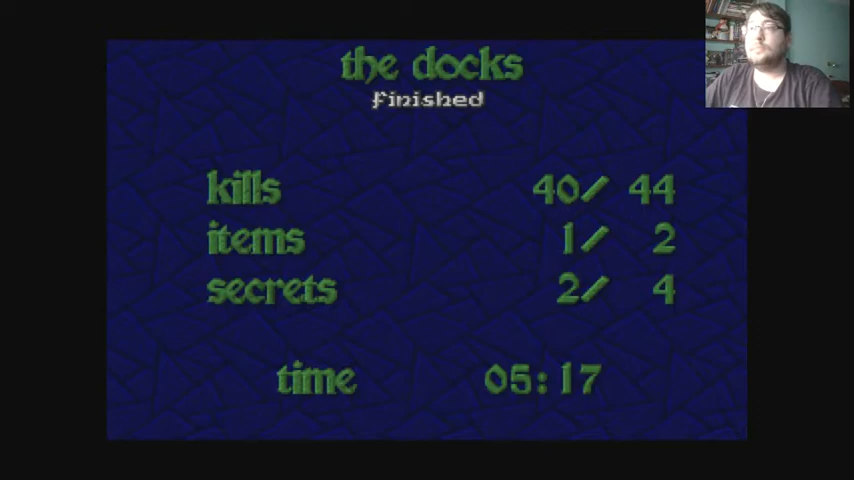 the docks
finished
kills 40/ 44
items 1/ 2
secrets 2/ 4
time 05:17